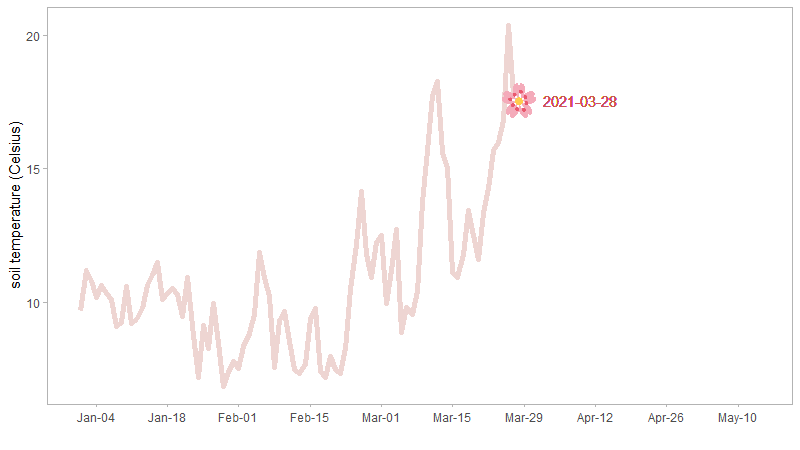 20
15
10
soil temperature (Celsius)
2021-03-28
Jan-04 Jan-18 Feb-01 Feb-15 Mar-01 Mar-15 Mar-29 Apr-12 Apr-26 May-10